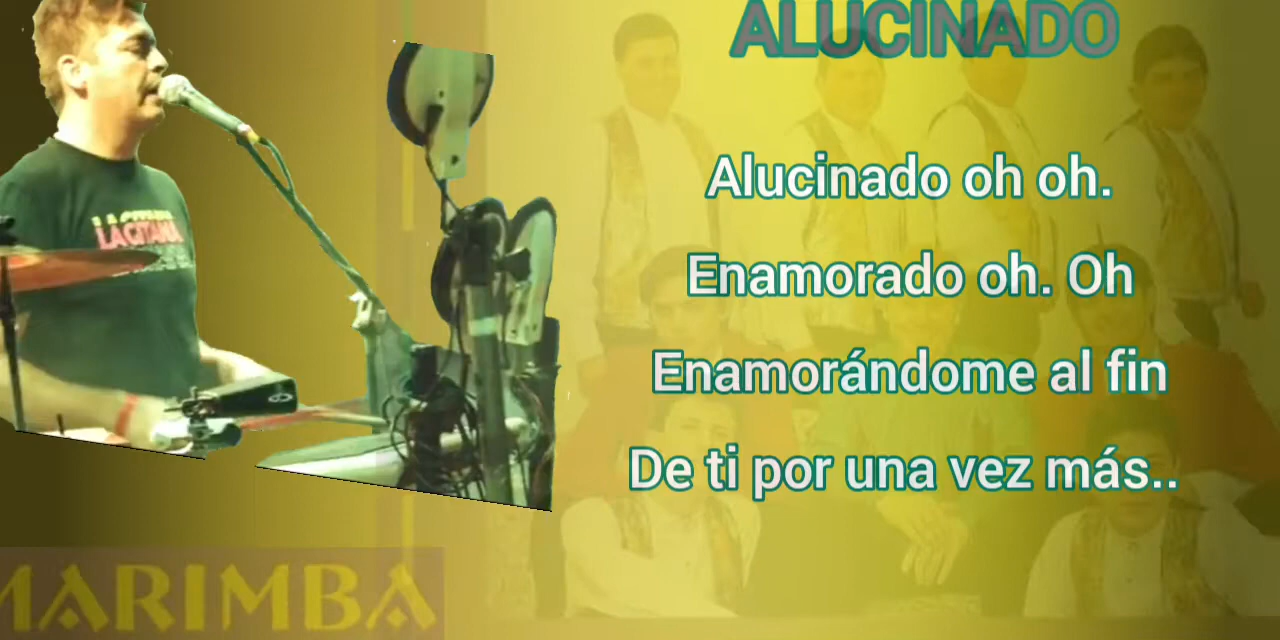 ALUCINADO
Alucinado oh oh.
Enamorado oh. Oh
Enamorándome al fin
De ti por una vez más..
LA GITANA
MARIMBA